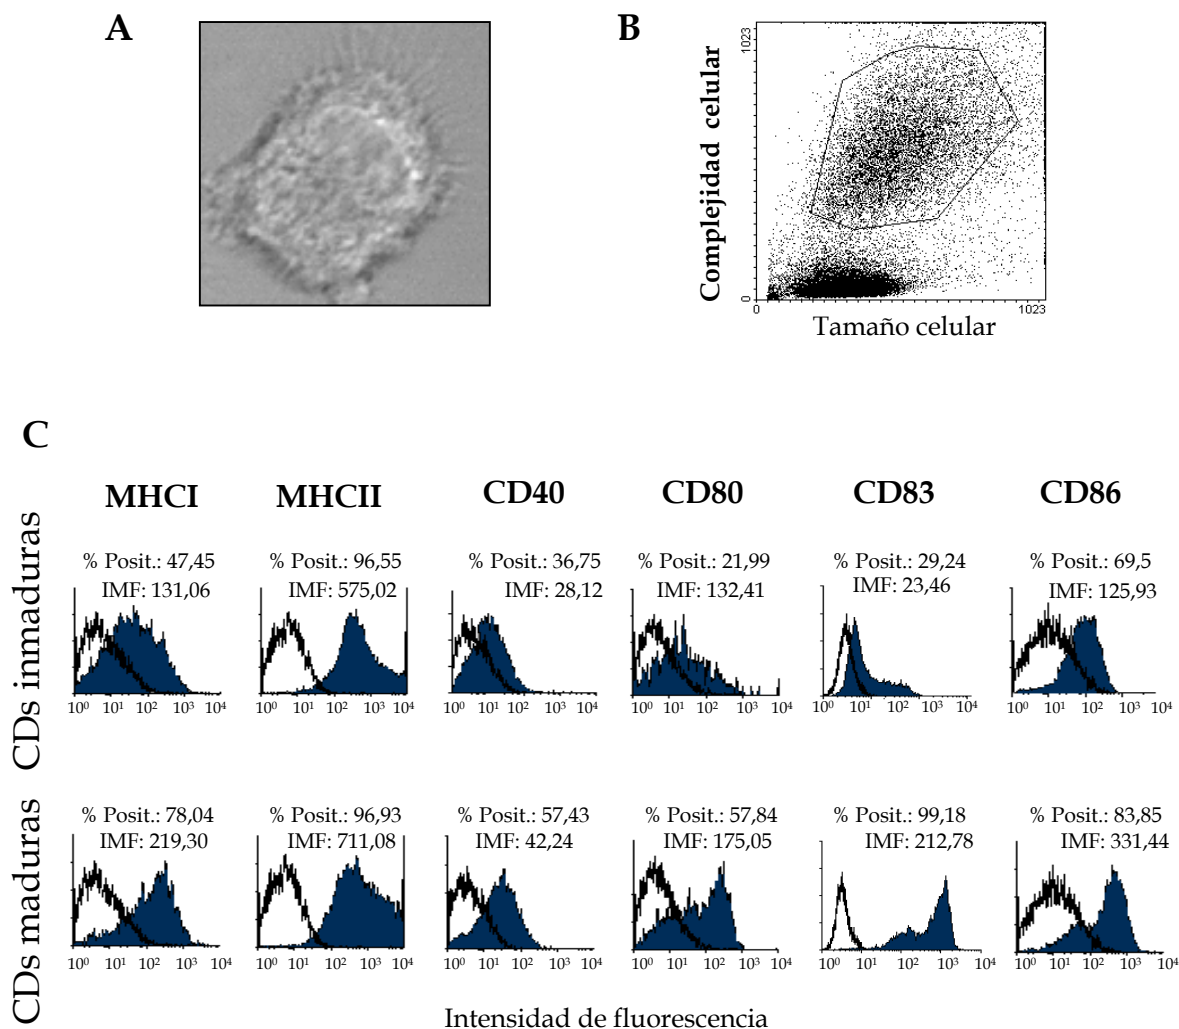 A
B
Complejidad celular
1023
0
0
1023
Tamaño celular
C
MHCI
MHCII
CD40
CD80
CD83
CD86
CDs inmaduras
% Posit.: 47,45
IMF: 131,06
% Posit.: 96,55
IMF: 575,02
% Posit.: 36,75
IMF: 28,12
% Posit.: 21,99
IMF: 132,41
% Posit.: 29,24
IMF: 23,46
% Posit.: 69,5
IMF: 125,93
10⁰ 10¹ 10² 10³ 10⁴
10⁰ 10¹ 10² 10³ 10⁴
10⁰ 10¹ 10² 10³ 10⁴
10⁰ 10¹ 10² 10³ 10⁴
10⁰ 10¹ 10² 10³ 10⁴
10⁰ 10¹ 10² 10³ 10⁴
CDs maduras
% Posit.: 78,04
IMF: 219,30
% Posit.: 96,93
IMF: 711,08
% Posit.: 57,43
IMF: 42,24
% Posit.: 57,84
IMF: 175,05
% Posit.: 99,18
IMF: 212,78
% Posit.: 83,85
IMF: 331,44
10⁰ 10¹ 10² 10³ 10⁴
10⁰ 10¹ 10² 10³ 10⁴
10⁰ 10¹ 10² 10³ 10⁴
10⁰ 10¹ 10² 10³ 10⁴
10⁰ 10¹ 10² 10³ 10⁴
10⁰ 10¹ 10² 10³ 10⁴
Intensidad de fluorescencia